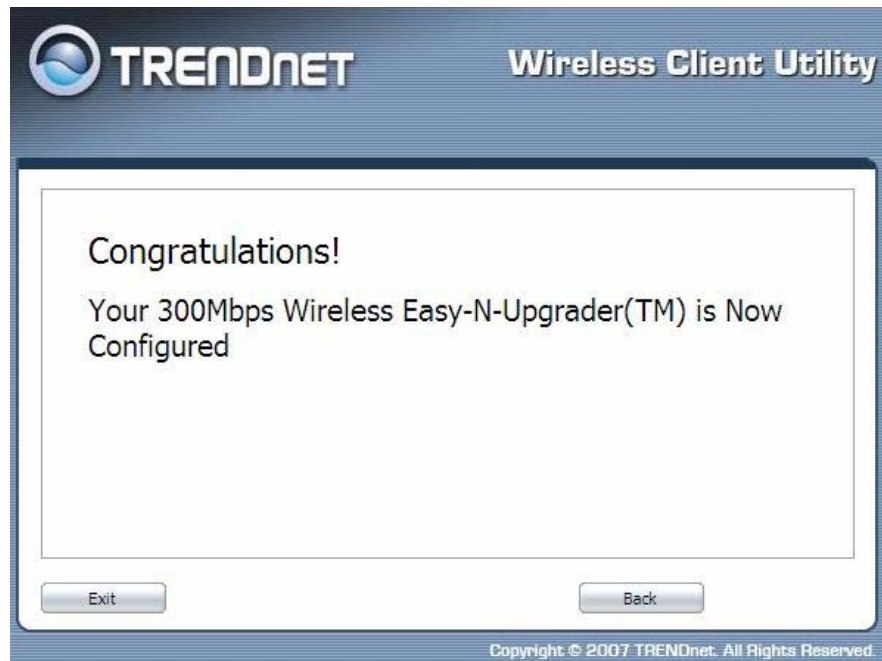 TRENDNET
Wireless Client Utility
Congratulations!
Your 300Mbps Wireless Easy-N-Upgrader(TM) is Now
Configured
Exit
Back
Copyright © 2007 TRENDnet. All Rights Reserved.